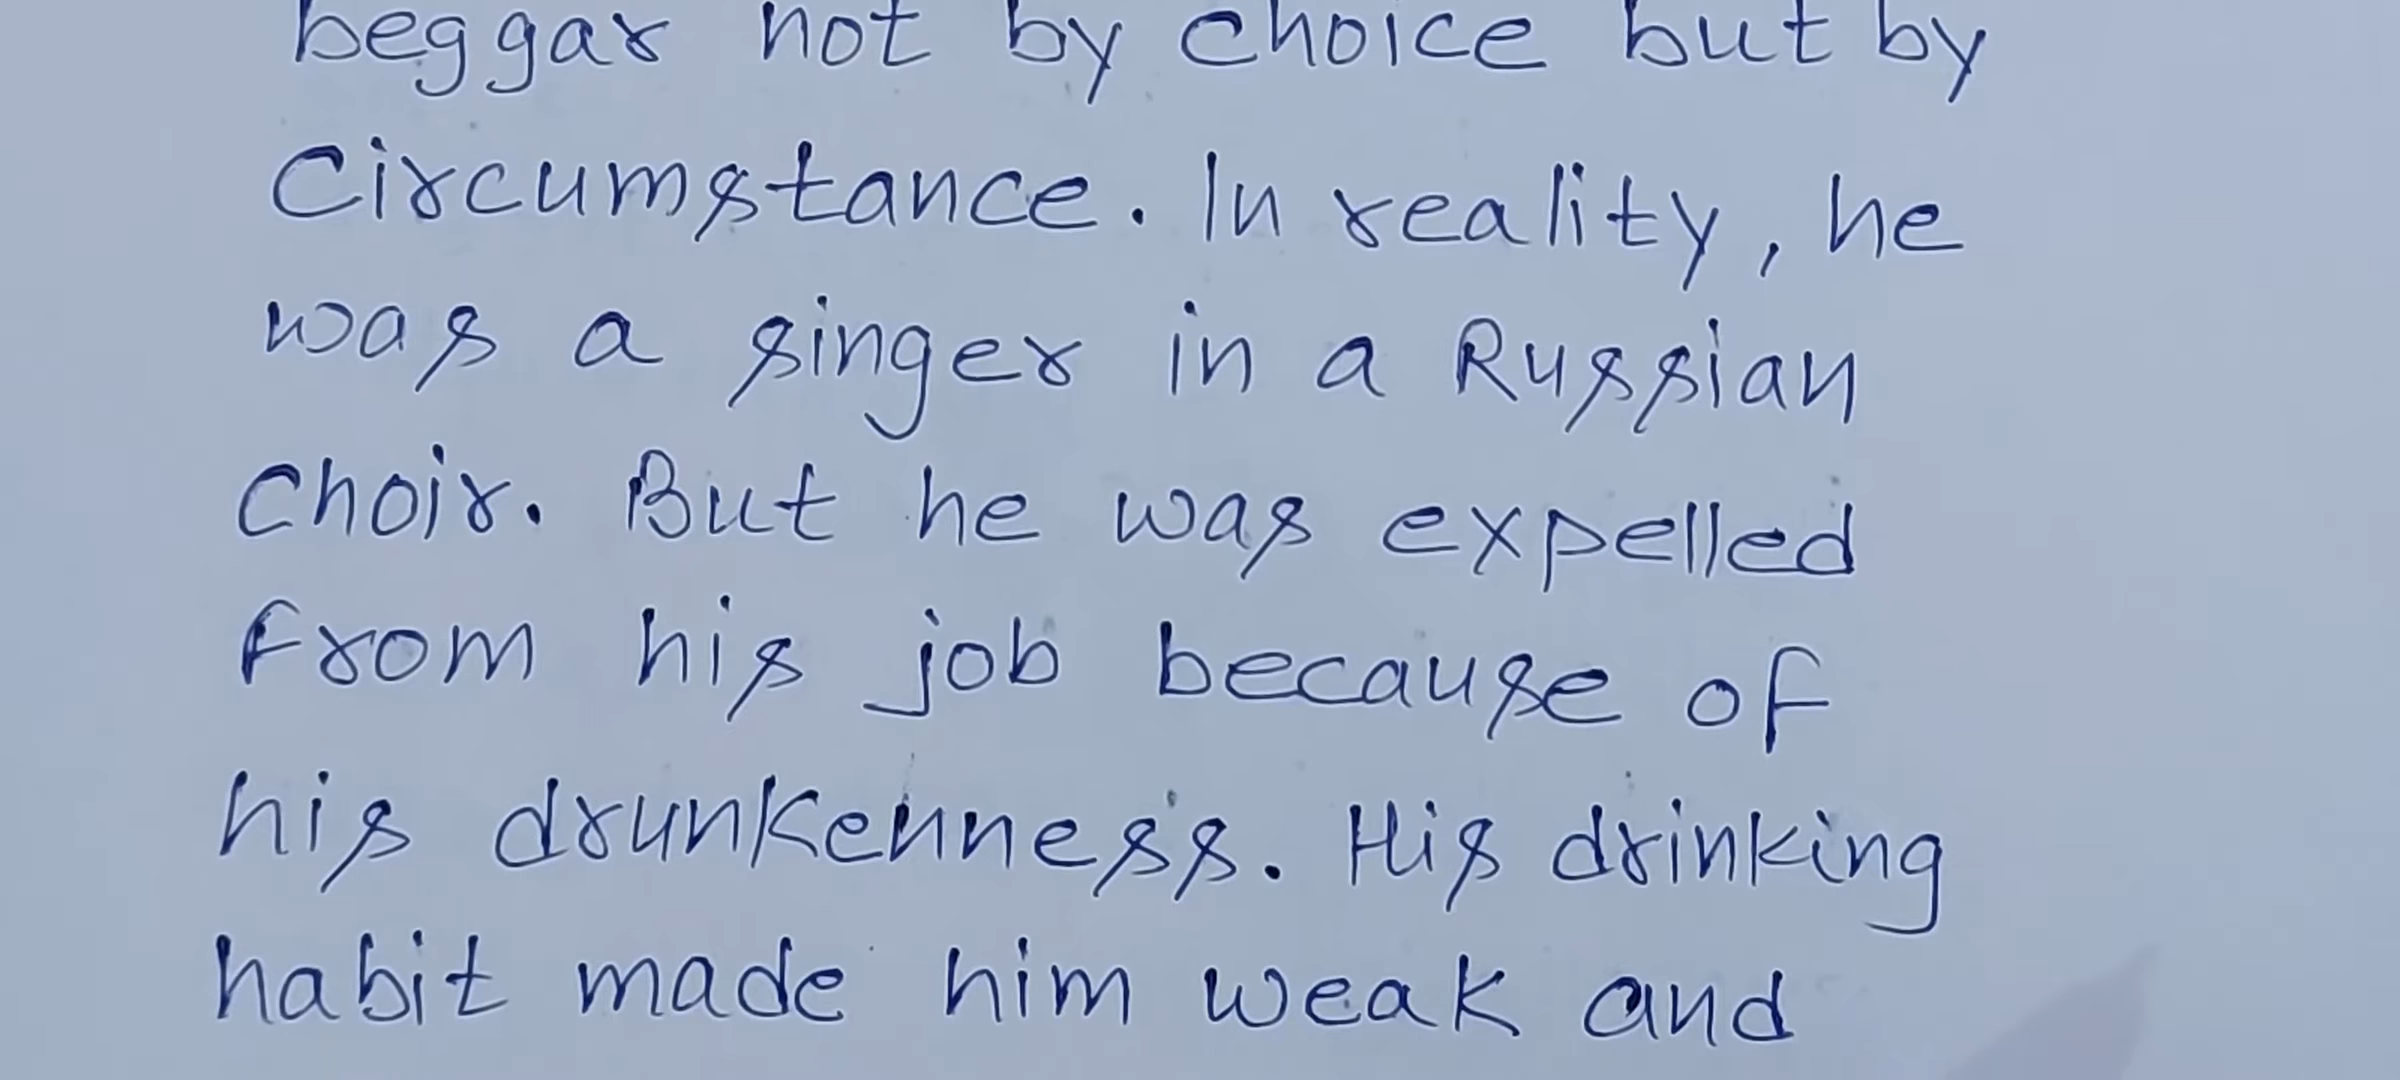 beggar not by choice but by
Circumstance. In reality, he
was a singer in a Russian
Choir. But he was expelled
from his job because of
his drunkenness. His drinking
habit made him weak and